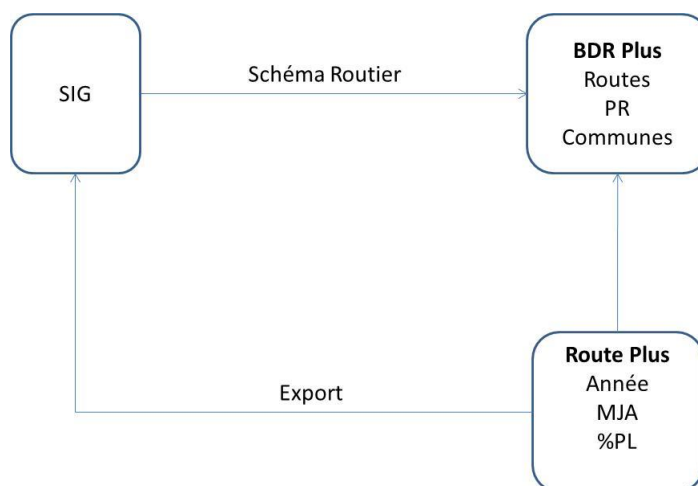 SIG
Schéma Routier
BDR Plus
Routes
PR
Communes
Export
Route Plus
Année
MJA
%PL